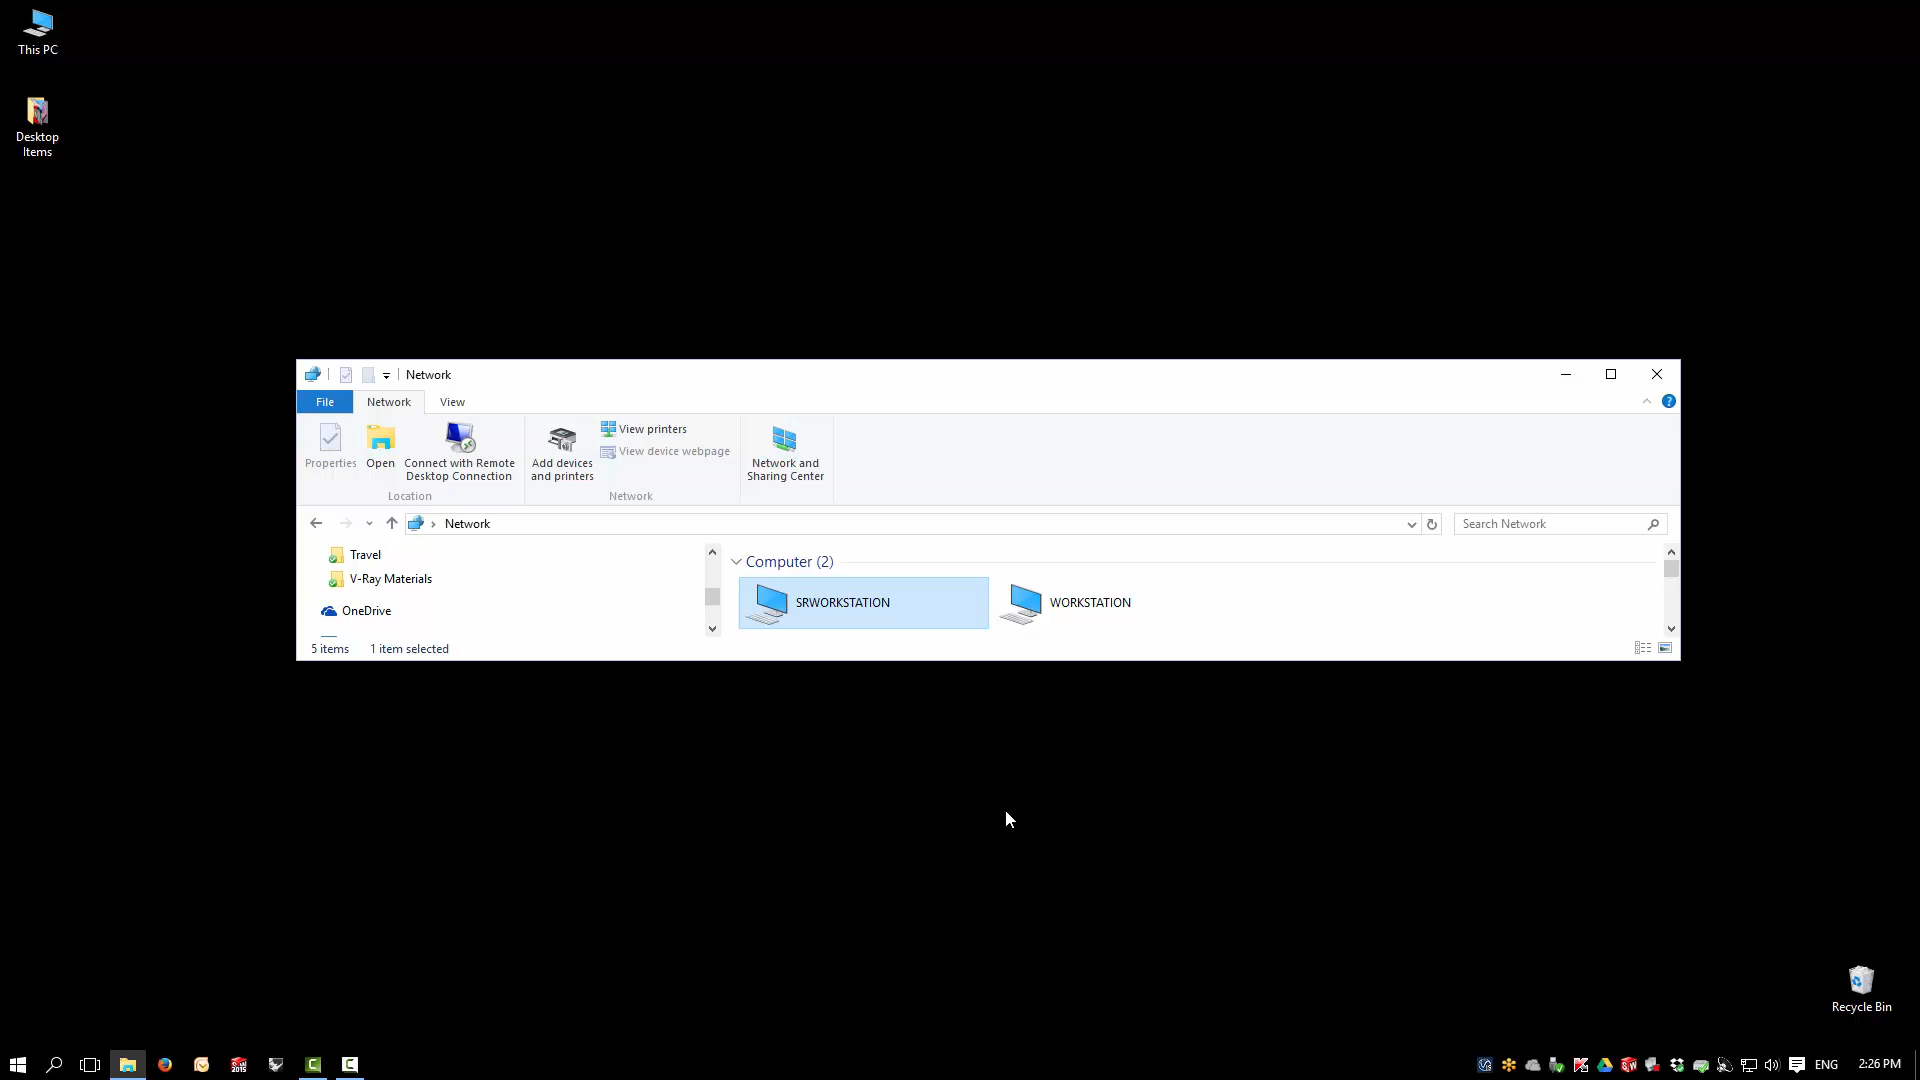 This PC
Desktop
Items
Network
File
Network
View
Properties
Open
Connect with Remote
Desktop Connection
Location
Add devices
and printers
View printers
View device webpage
Network
Network and
Sharing Center
Network
Search Network
Travel
V-Ray Materials
OneDrive
Computer (2)
SRWORKSTATION
WORKSTATION
5 items
1 item selected
Recycle Bin
ENG
2:26 PM